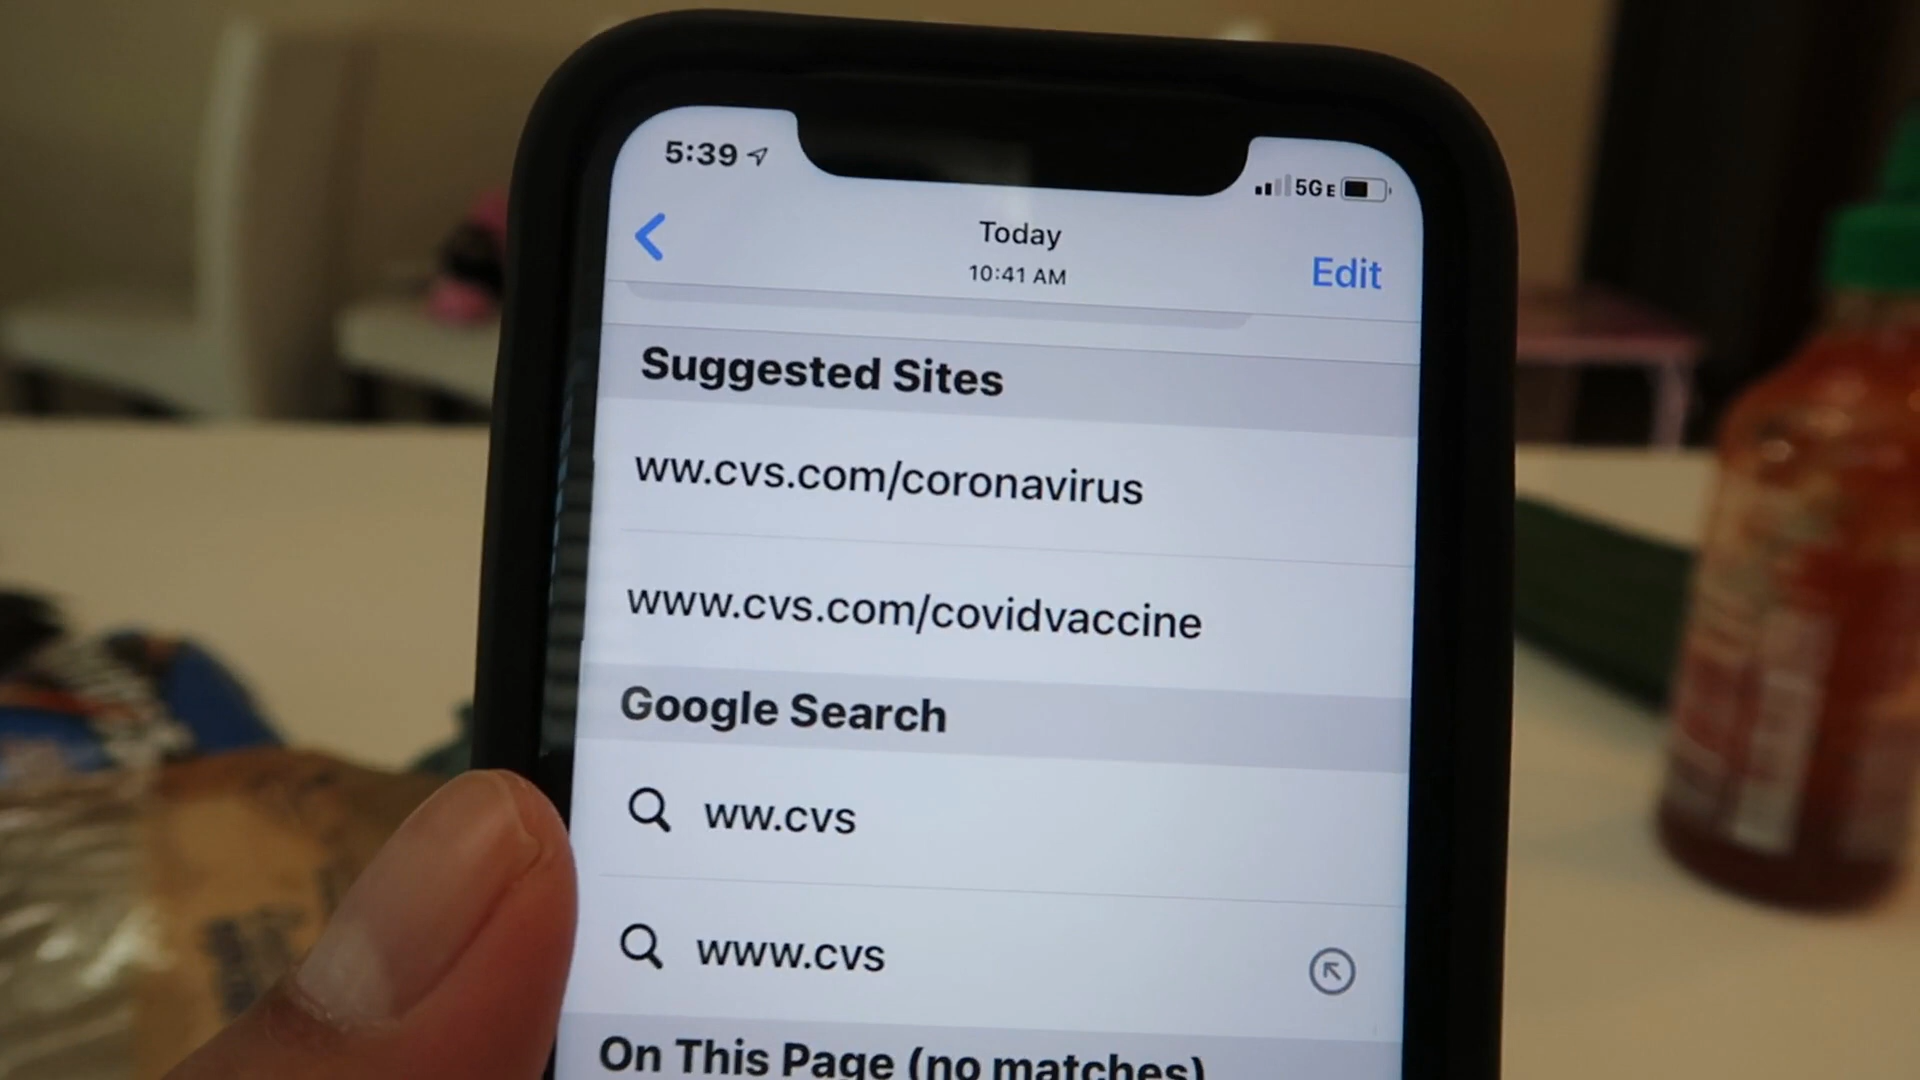 5:39
5GE
Today
10:41 AM
Edit
Suggested Sites
ww.cvs.com/coronavirus
www.cvs.com/covidvaccine
Google Search
ww.cvs
www.cvs
On This Page (no matches)